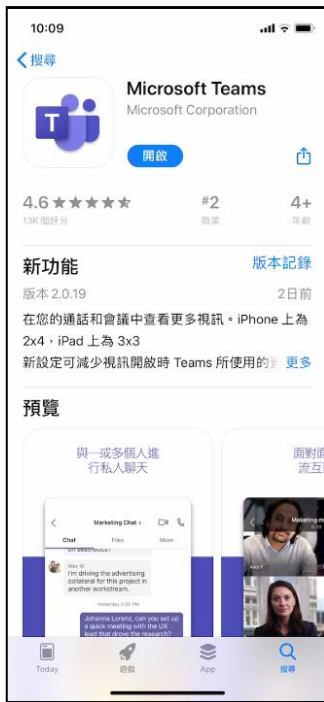 10:09
搜尋
Microsoft Teams
Microsoft Corporation
開啟
4.6
#2
4+
13K 個評分
商業
年齡
新功能
版本記錄
版本 2.0.19
2日前
在您的通話和會議中查看更多視訊。iPhone 上為
2x4，iPad 上為 3x3
新設定可減少視訊開啟時 Teams 所使用的
更多
預覽
與一或多個人進
行私人聊天
面對面
流互
Marketing Chat
Chat
Files
More
Alex W
I'm driving the advertising
collateral for this project in
another workstream.
Yesterday 2:30 PM
Johanna Lorenz, can you set up
a quick meeting with the UX
lead that drove the research?
Today
遊戲
App
搜尋